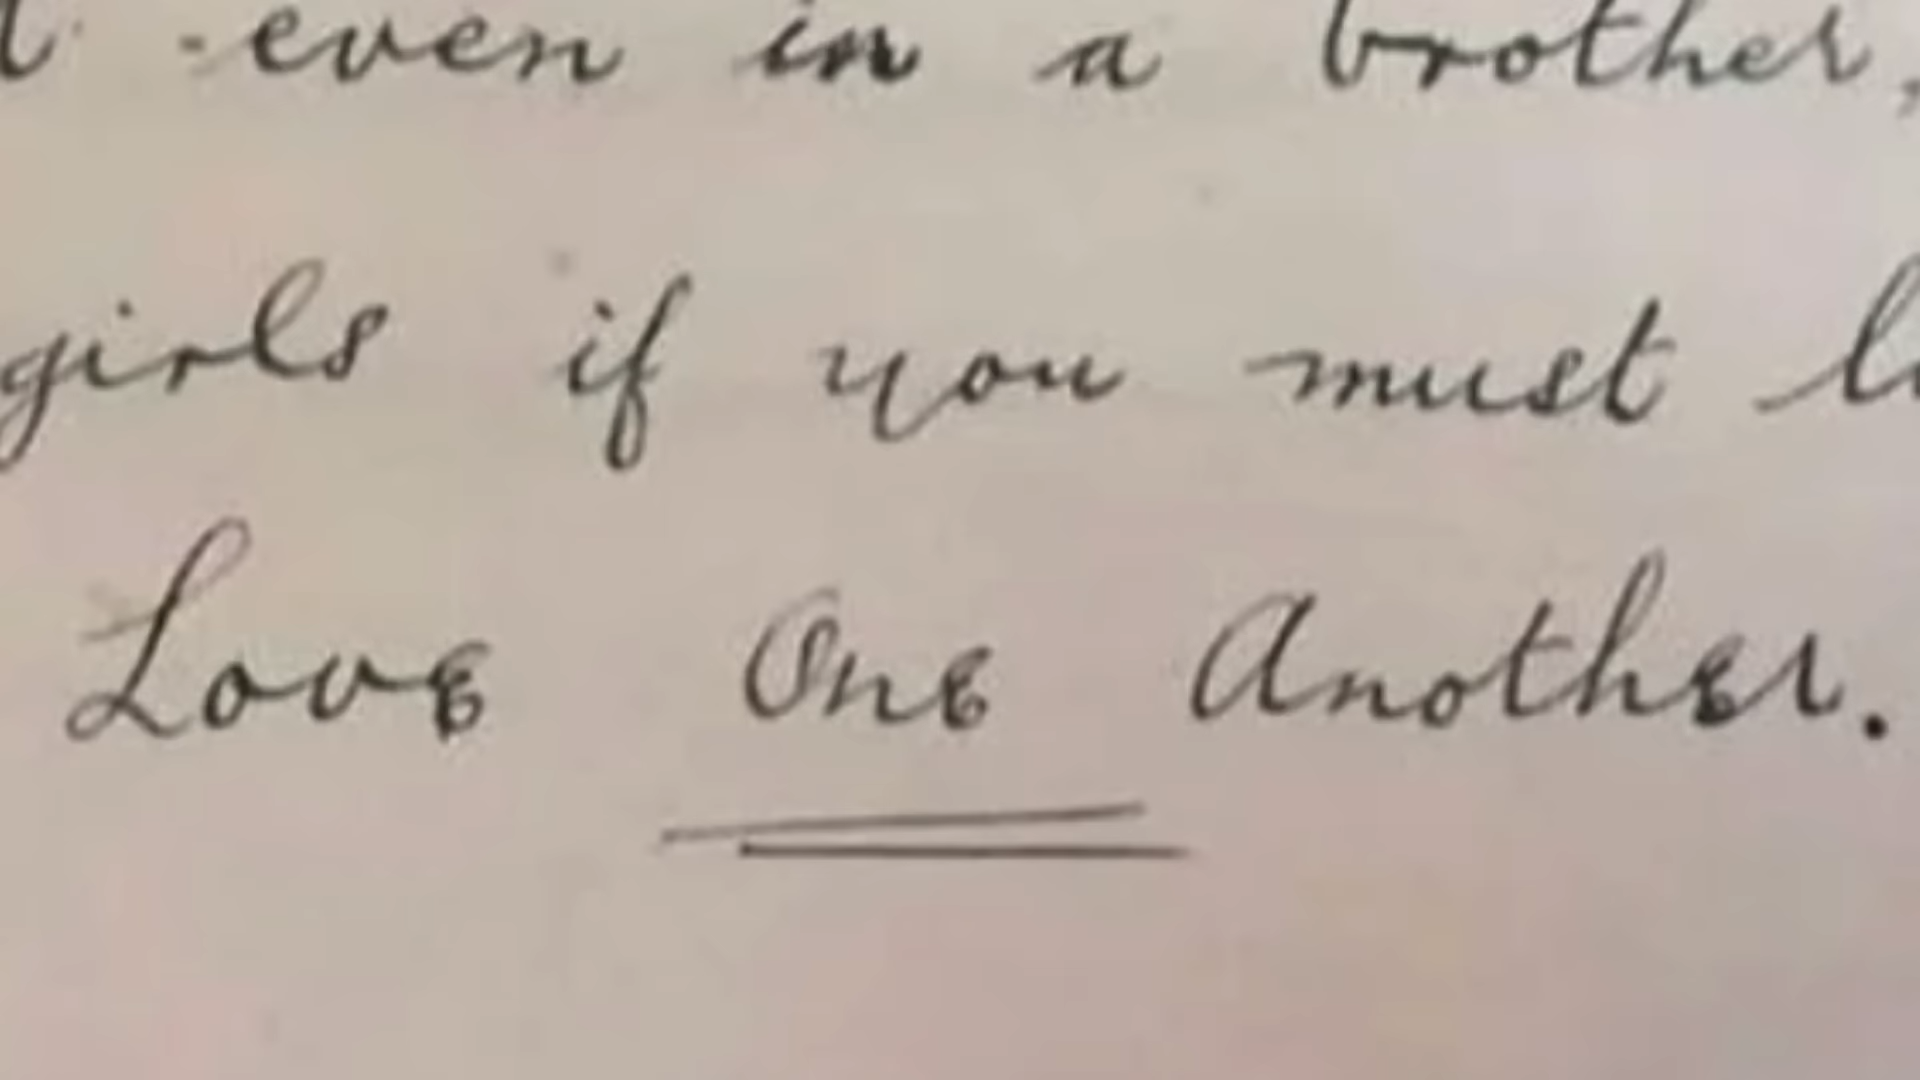 even in a brother,
girls if you must
Love One Another.